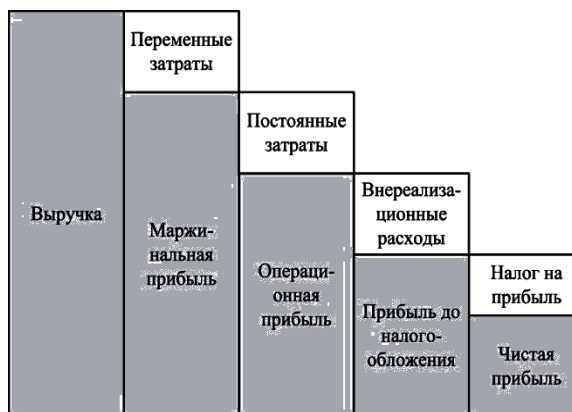 Переменные
затраты
Постоянные
затраты
Выручка
Маржи-
нальная
прибыль
Внереализа-
ционные
расходы
Операци-
онная
прибыль
Налог на
прибыль
Прибыль до
налого-
обложения
Чистая
прибыль